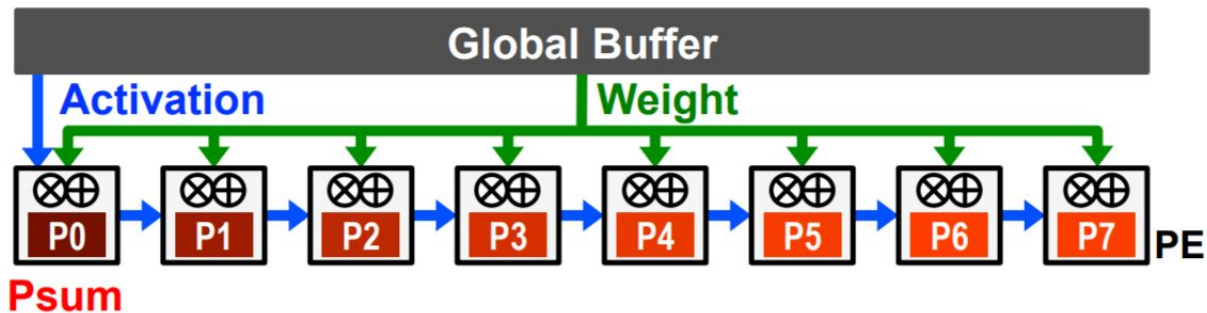 Global Buffer
Activation Weight
P0 P1 P2 P3 P4 P5 P6 P7 PE
Psum